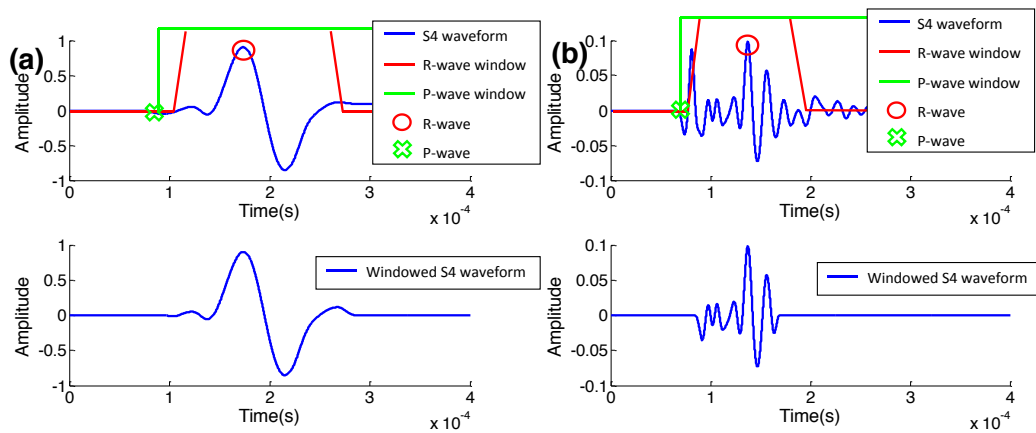 (a)
1
0.5
0
-0.5
-1
Amplitude
0 1 2 3 4
Time(s)
x 10-4
S4 waveform
R-wave window
P-wave window
R-wave
P-wave
(b)
0.1
0.05
0
-0.05
-0.1
Amplitude
0 1 2 3 4
Time(s)
x 10-4
S4 waveform
R-wave window
P-wave window
R-wave
P-wave
1
0.5
0
-0.5
-1
Amplitude
0 1 2 3 4
Time(s)
x 10-4
Windowed S4 waveform
0.1
0.05
0
-0.05
-0.1
Amplitude
0 1 2 3 4
Time(s)
x 10-4
Windowed S4 waveform